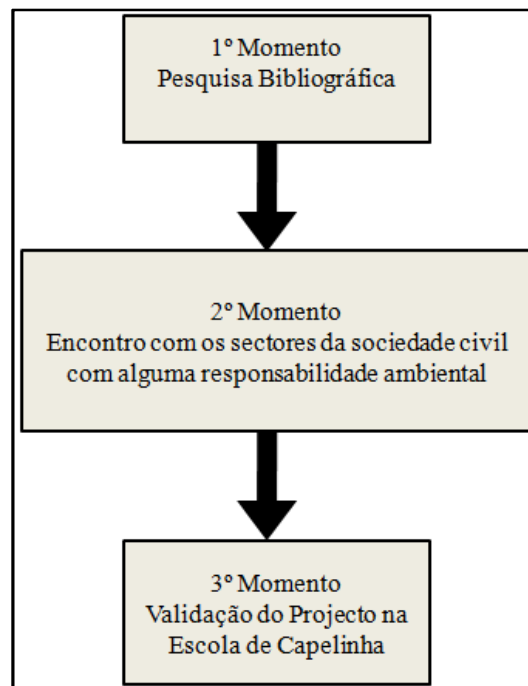 1º Momento
Pesquisa Bibliográfica
2º Momento
Encontro com os sectores da sociedade civil
com alguma responsabilidade ambiental
3º Momento
Validação do Projecto na
Escola de Capelinha